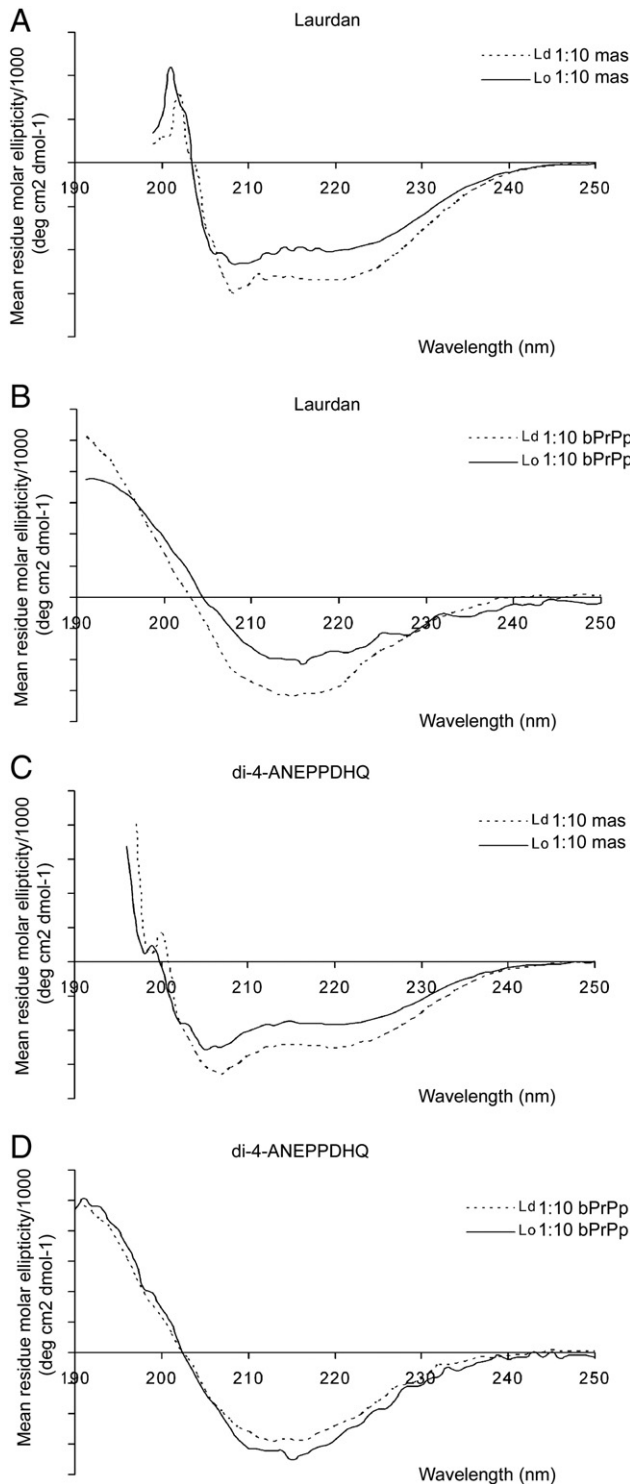 A
Laurdan
Ld 1:10 mas
Lo 1:10 mas
Mean residue molar ellipticity/1000
(deg cm2 dmol-1)
190 200 210 220 230 240 250
Wavelength (nm)
B
Laurdan
Ld 1:10 bPrPp
Lo 1:10 bPrPp
Mean residue molar ellipticity/1000
(deg cm2 dmol-1)
190 200 210 220 230 240 250
Wavelength (nm)
C
di-4-ANEPPDHQ
Ld 1:10 mas
Lo 1:10 mas
Mean residue molar ellipticity/1000
(deg cm2 dmol-1)
190 200 210 220 230 240 250
Wavelength (nm)
D
di-4-ANEPPDHQ
Ld 1:10 bPrPp
Lo 1:10 bPrPp
Mean residue molar ellipticity/1000
(deg cm2 dmol-1)
190 200 210 220 230 240 250
Wavelength (nm)